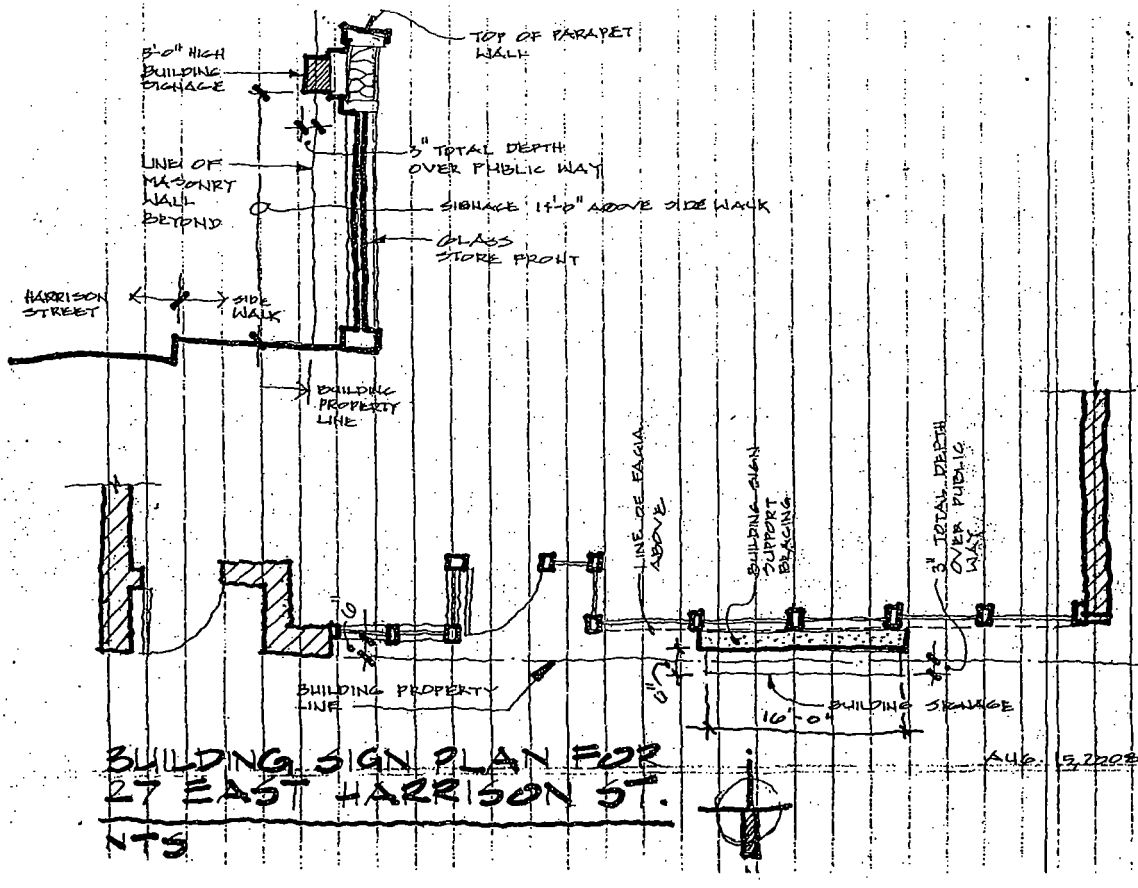 TOP OF PARAPET
WALL
3'-0" HIGH
BUILDING
SIGNAGE
3" TOTAL DEPTH
OVER PUBLIC WAY
LINE OF
MASONRY
WALL
BEYOND
SIGNAGE 14'-0" ABOVE SIDE WALK
GLASS
STORE FRONT
HARRISON
STREET
SIDE
WALK
BUILDING
PROPERTY
LINE
LINE OF FACIA
ABOVE
BUILDING SIGN
SUPPORT
BRACING
3" TOTAL DEPTH
OVER PUBLIC
WAY
6"
BUILDING PROPERTY
LINE
6"
16'-0"
BUILDING SIGNAGE
BUILDING SIGN PLAN FOR
27 EAST HARRISON ST.
NTS
AUG. 15, 2008